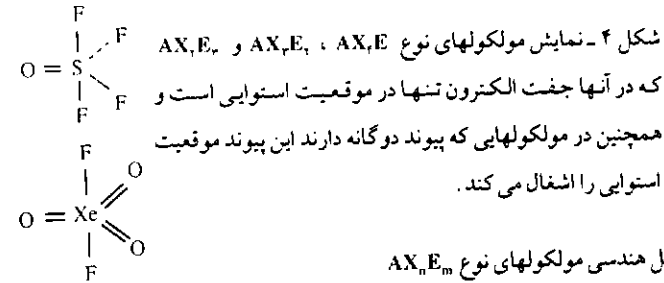 شکل ۴ ـ نمایش مولکولهای نوع AX۴E ، AX۳E۲ و AX۲E۳
که در آنها جفت الکترون تنها در موقعیت استوایی است و
همچنین در مولکولهایی که پیوند دوگانه دارند این پیوند موقعیت
استوایی را اشغال می کند.
ل هندسی مولکولهای نوع AXnEm
F
F
O = S
F
F
F
O
O = Xe
O
F